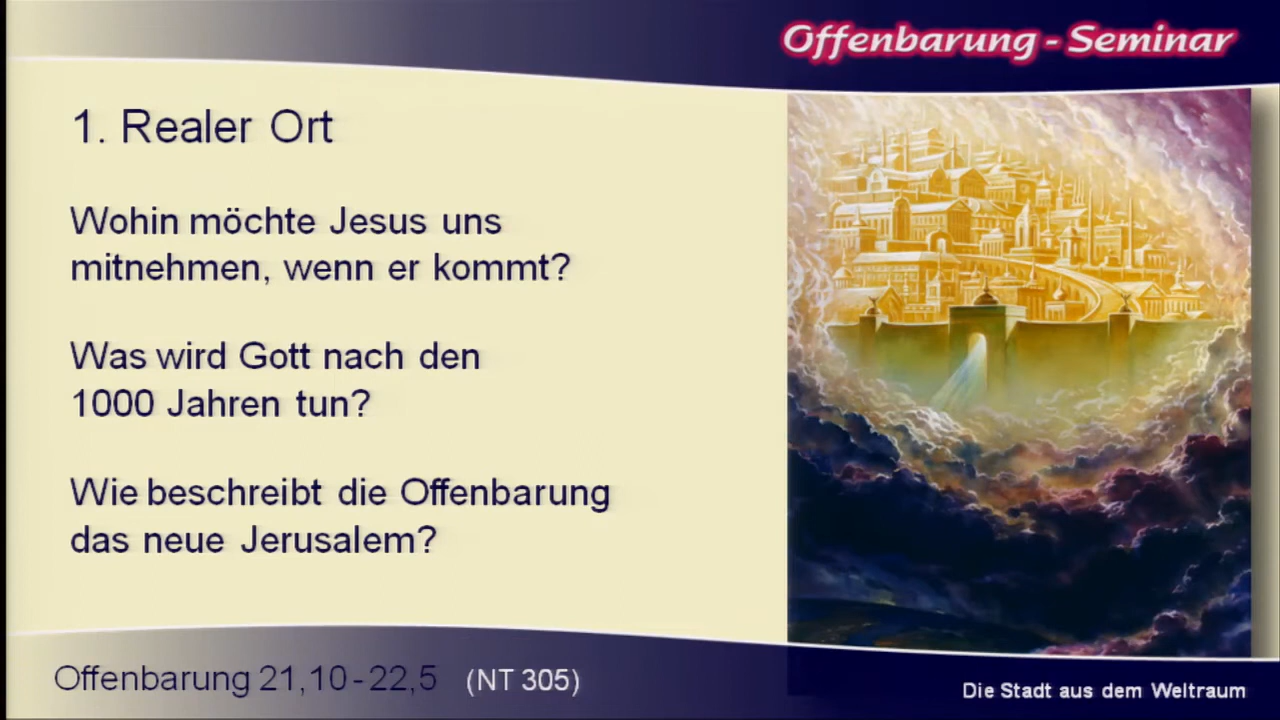 Offenbarung - Seminar
1. Realer Ort
Wohin möchte Jesus uns
mitnehmen, wenn er kommt?
Was wird Gott nach den
1000 Jahren tun?
Wie beschreibt die Offenbarung
das neue Jerusalem?
Offenbarung 21,10-22,5 (NT 305)
Die Stadt aus dem Weltraum